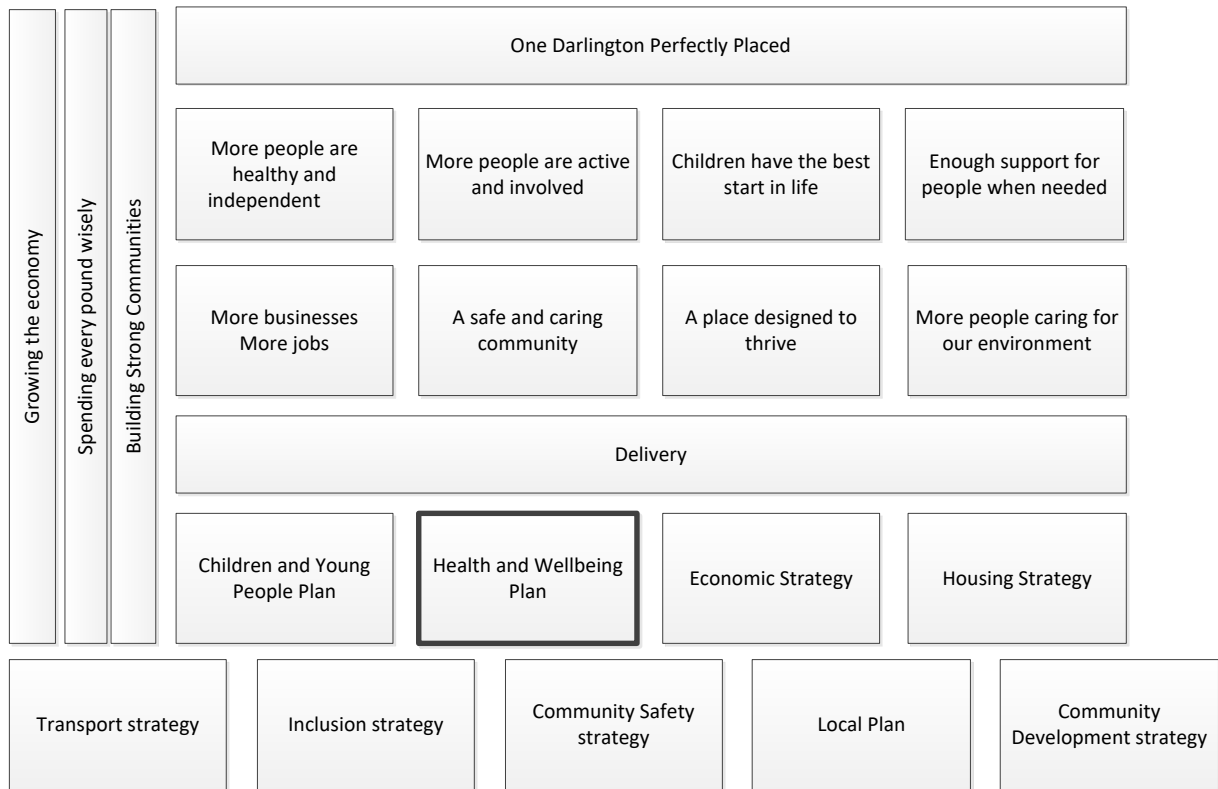 Growing the economy
Spending every pound wisely
Building Strong Communities
One Darlington Perfectly Placed
More people are
healthy and
independent
More people are active
and involved
Children have the best
start in life
Enough support for
people when needed
More businesses
More jobs
A safe and caring
community
A place designed to
thrive
More people caring for
our environment
Delivery
Children and Young
People Plan
Health and Wellbeing
Plan
Economic Strategy
Housing Strategy
Transport strategy
Inclusion strategy
Community Safety
strategy
Local Plan
Community
Development strategy